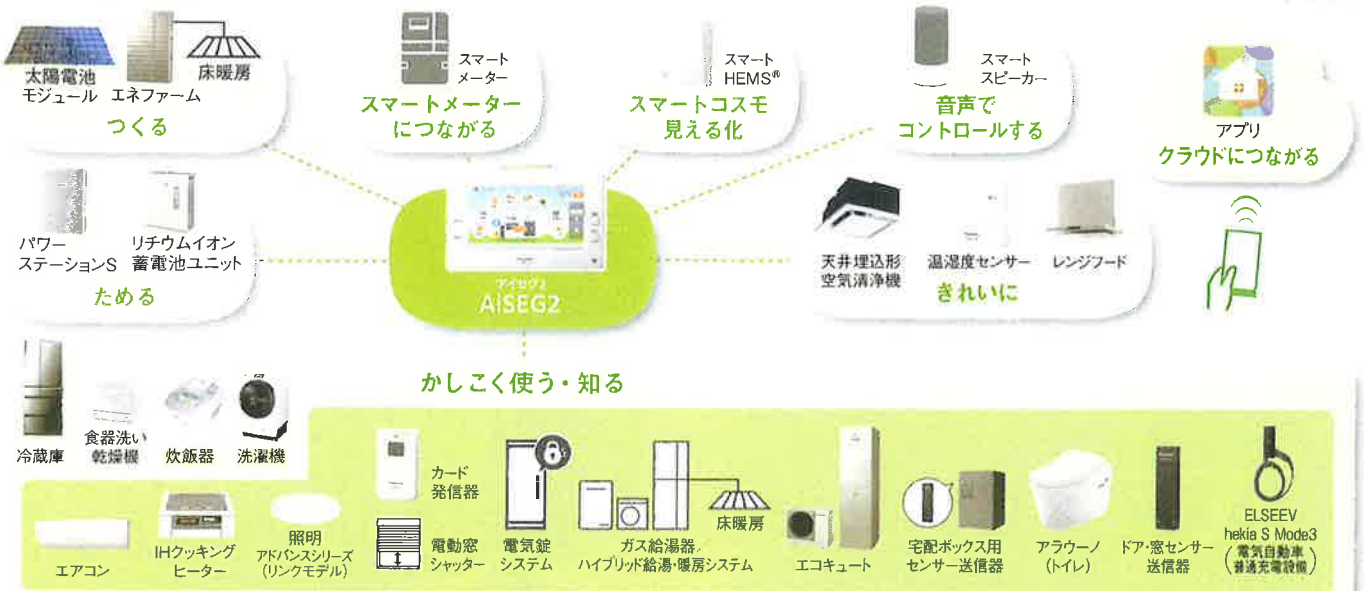 太陽電池
モジュール
エネファーム
床暖房
つくる
スマート
メーター
スマートメーター
につながる
スマート
HEMS®
スマートコスモ
見える化
スマート
スピーカー
音声で
コントロールする
アプリ
クラウドにつながる
パワー
ステーションS
リチウムイオン
蓄電池ユニット
ためる
アイセグ2
AiSEG2
天井埋込形
空気清浄機
温湿度センサー
レンジフード
きれいに
かしこく使う・知る
冷蔵庫
食器洗い
乾燥機
炊飯器
洗濯機
エアコン
IHクッキング
ヒーター
照明
アドバンスシリーズ
(リンクモデル)
カード
発信器
電動窓
シャッター
電気錠
システム
床暖房
ガス給湯器
ハイブリッド給湯・暖房システム
エコキュート
宅配ボックス用
センサー送信器
アラウーノ
(トイレ)
ドア・窓センサー
送信器
ELSEEV
hekia S Mode3
(電気自動車
普通充電設備)